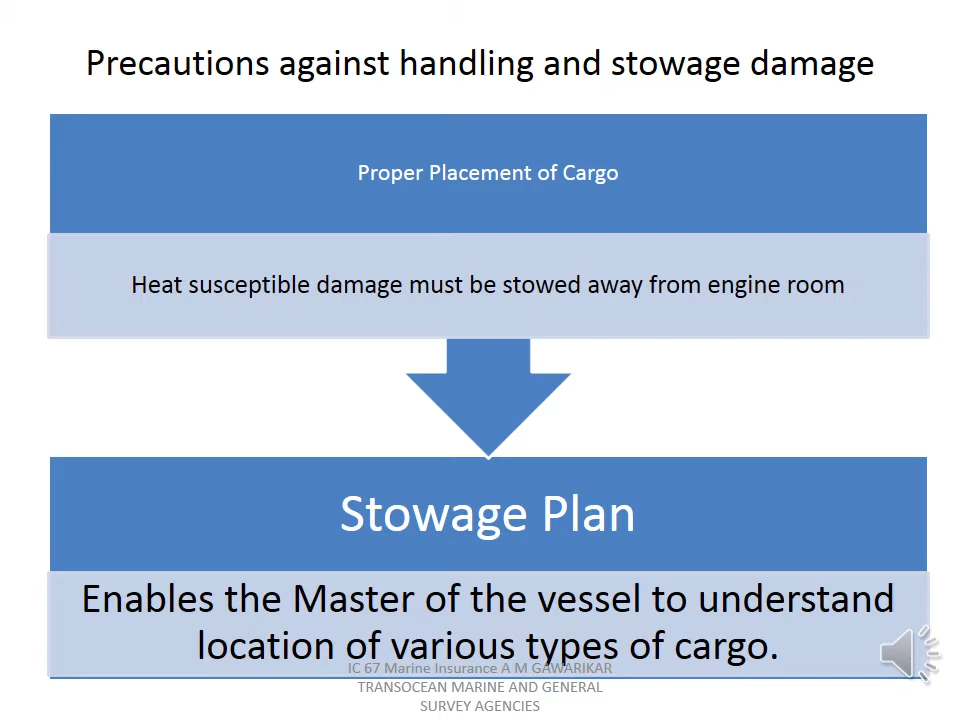 Precautions against handling and stowage damage
Proper Placement of Cargo
Heat susceptible damage must be stowed away from engine room
Stowage Plan
Enables the Master of the vessel to understand
location of various types of cargo.
IC 67 Marine Insurance A M GAWARIKAR
TRANSOCEAN MARINE AND GENERAL
SURVEY AGENCIES